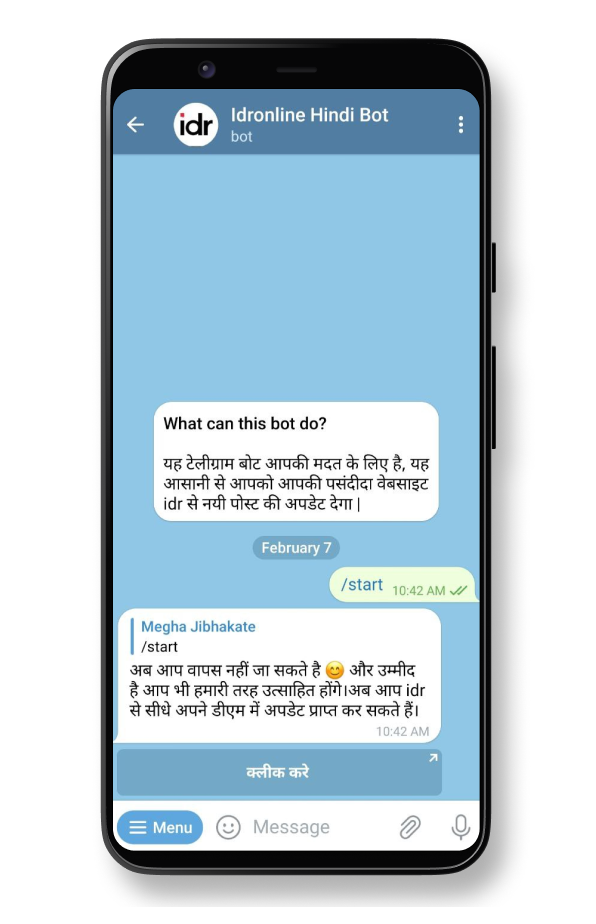 idr
Idronline Hindi Bot
bot
What can this bot do?
यह टेलीग्राम बोट आपकी मदत के लिए है, यह
आसानी से आपको आपकी पसंदीदा वेबसाइट
idr से नयी पोस्ट की अपडेट देगा |
February 7
/start 10:42 AM
Megha Jibhakate
/start
अब आप वापस नहीं जा सकते है 😊 और उम्मीद
है आप भी हमारी तरह उत्साहित होंगे।अब आप idr
से सीधे अपने डीएम में अपडेट प्राप्त कर सकते हैं।
10:42 AM
क्लीक करे
Menu Message